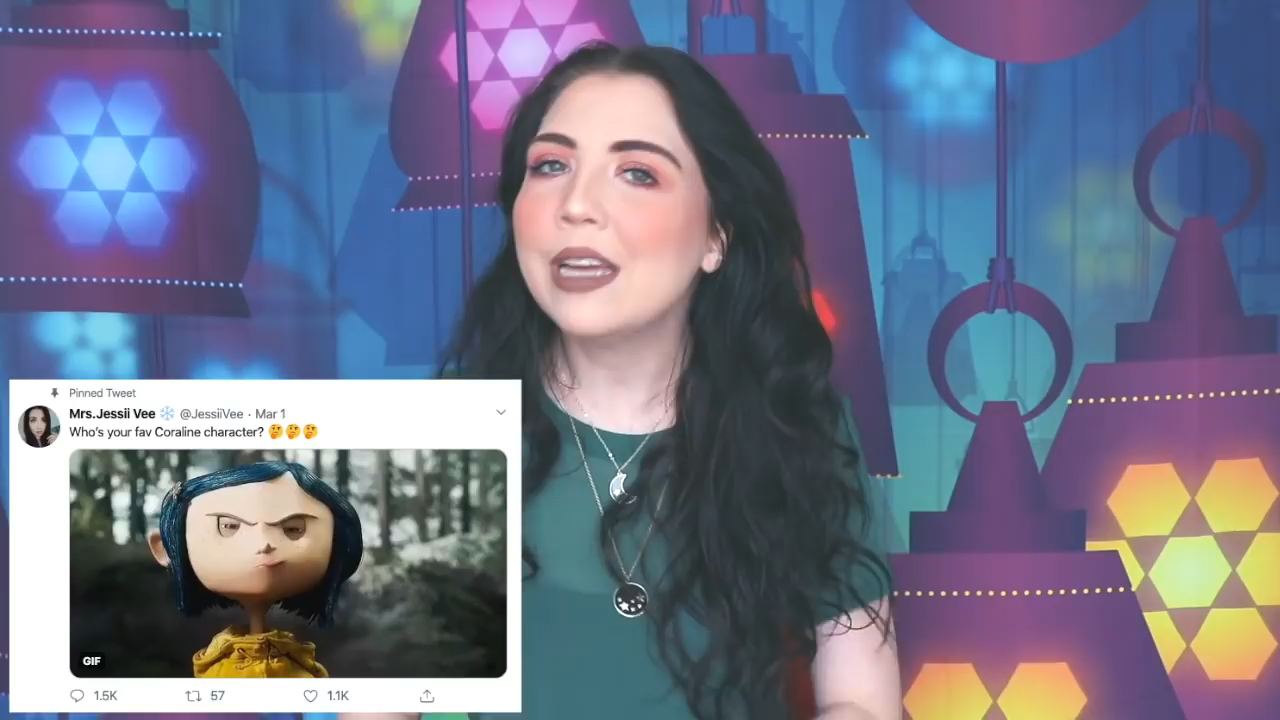 Pinned Tweet
Mrs.Jessii Vee ❄️ @JessiiVee · Mar 1
Who's your fav Coraline character? 🤔🤔🤔
GIF
1.5K 57 1.1K